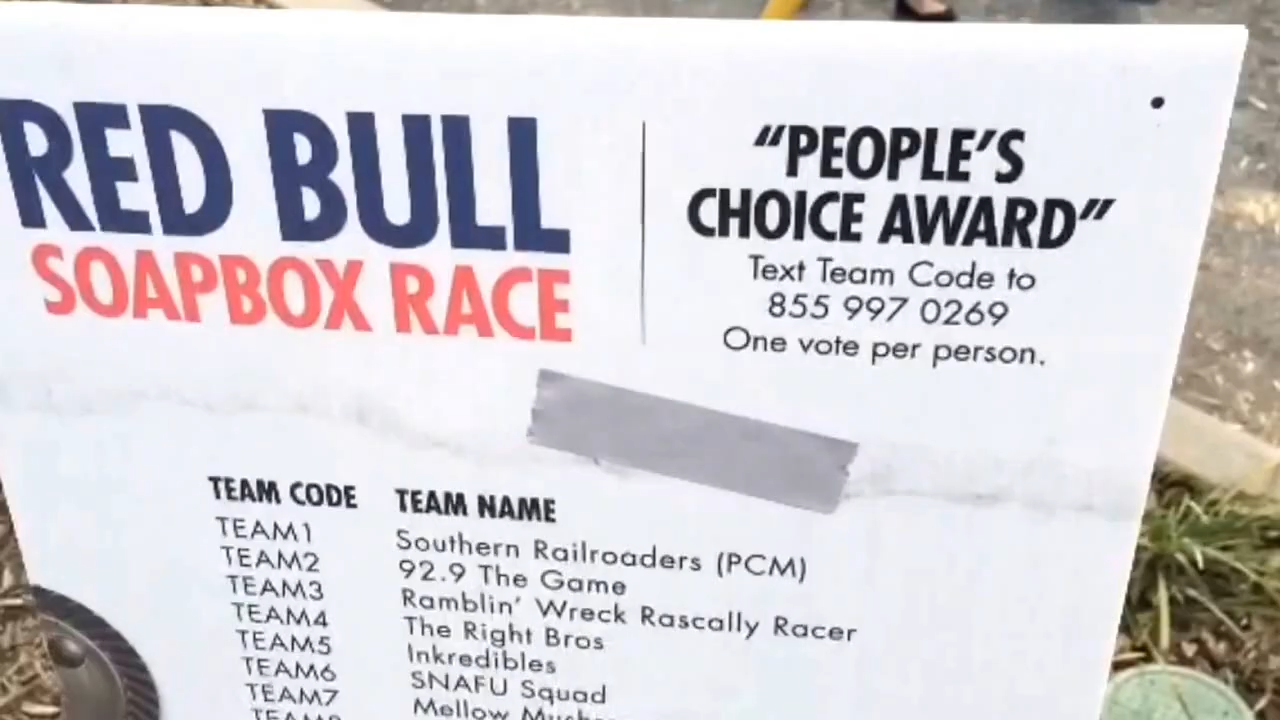 RED BULL
SOAPBOX RACE
"PEOPLE'S
CHOICE AWARD"
Text Team Code to
855 997 0269
One vote per person.
TEAM CODE TEAM NAME
TEAM1 Southern Railroaders (PCM)
TEAM2 92.9 The Game
TEAM3 Ramblin' Wreck Rascally Racer
TEAM4 The Right Bros
TEAM5 Inkredibles
TEAM6 SNAFU Squad
TEAM7 Mellow